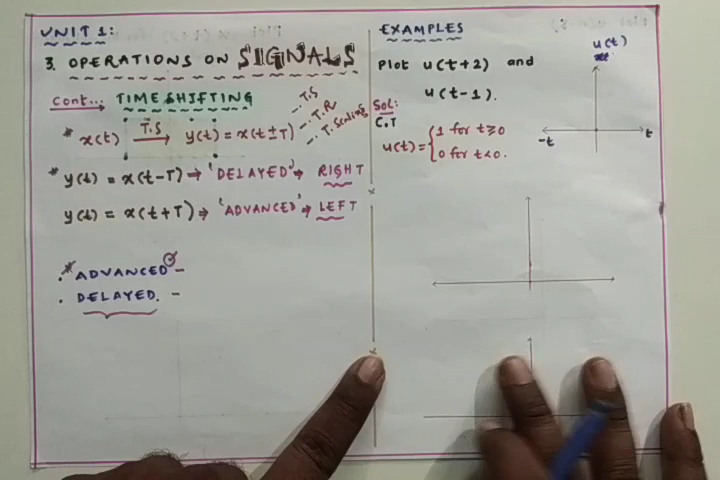 UNIT 1:
3. OPERATIONS ON SIGNALS
Cont... TIME SHIFTING
- T.S
- T.R
- T. Scaling
* x(t) T.S → y(t) = x(t±T)
* y(t) = x(t-T) → 'DELAYED' → RIGHT
y(t) = x(t+T) → 'ADVANCED' → LEFT
* ADVANCED -
. DELAYED. -
EXAMPLES
Plot u(t+2) and
u(t-1).
Sol:
C.T
u(t) = { 1 for t≥0
0 for t<0.
u(t)
-t t